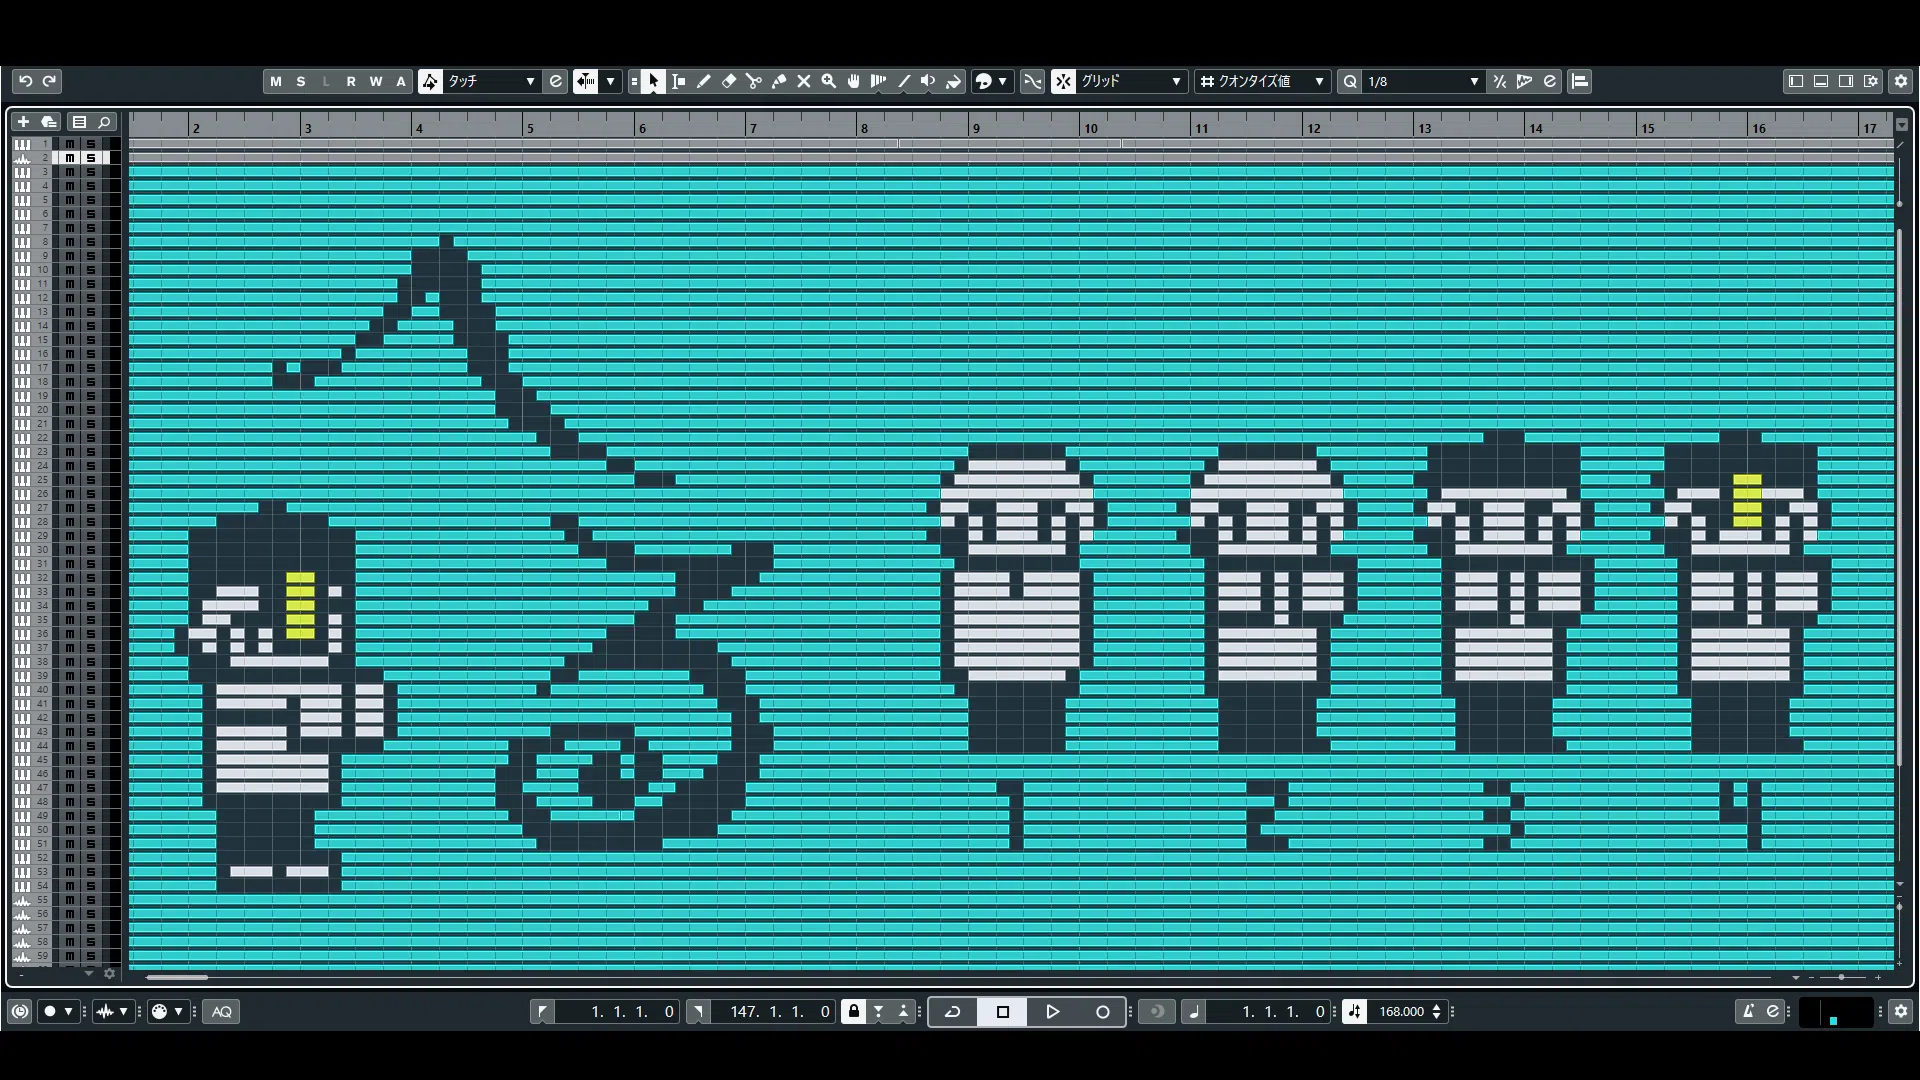 M S L R W A タッチ グリッド クオンタイズ値 Q 1/8
2 3 4 5 6 7 8 9 10 11 12 13 14 15 16 17
1 m s
2 m s
3 m s
4 m s
5 m s
6 m s
7 m s
8 m s
9 m s
10 m s
11 m s
12 m s
13 m s
14 m s
15 m s
16 m s
17 m s
18 m s
19 m s
20 m s
21 m s
22 m s
23 m s
24 m s
25 m s
26 m s
27 m s
28 m s
29 m s
30 m s
31 m s
32 m s
33 m s
34 m s
35 m s
36 m s
37 m s
38 m s
39 m s
40 m s
41 m s
42 m s
43 m s
44 m s
45 m s
46 m s
47 m s
48 m s
49 m s
50 m s
51 m s
52 m s
53 m s
54 m s
55 m s
56 m s
57 m s
58 m s
59 m s
1 2 3 4
AQ 1. 1. 1. 0 147. 1. 1. 0 1. 1. 1. 0 168.000